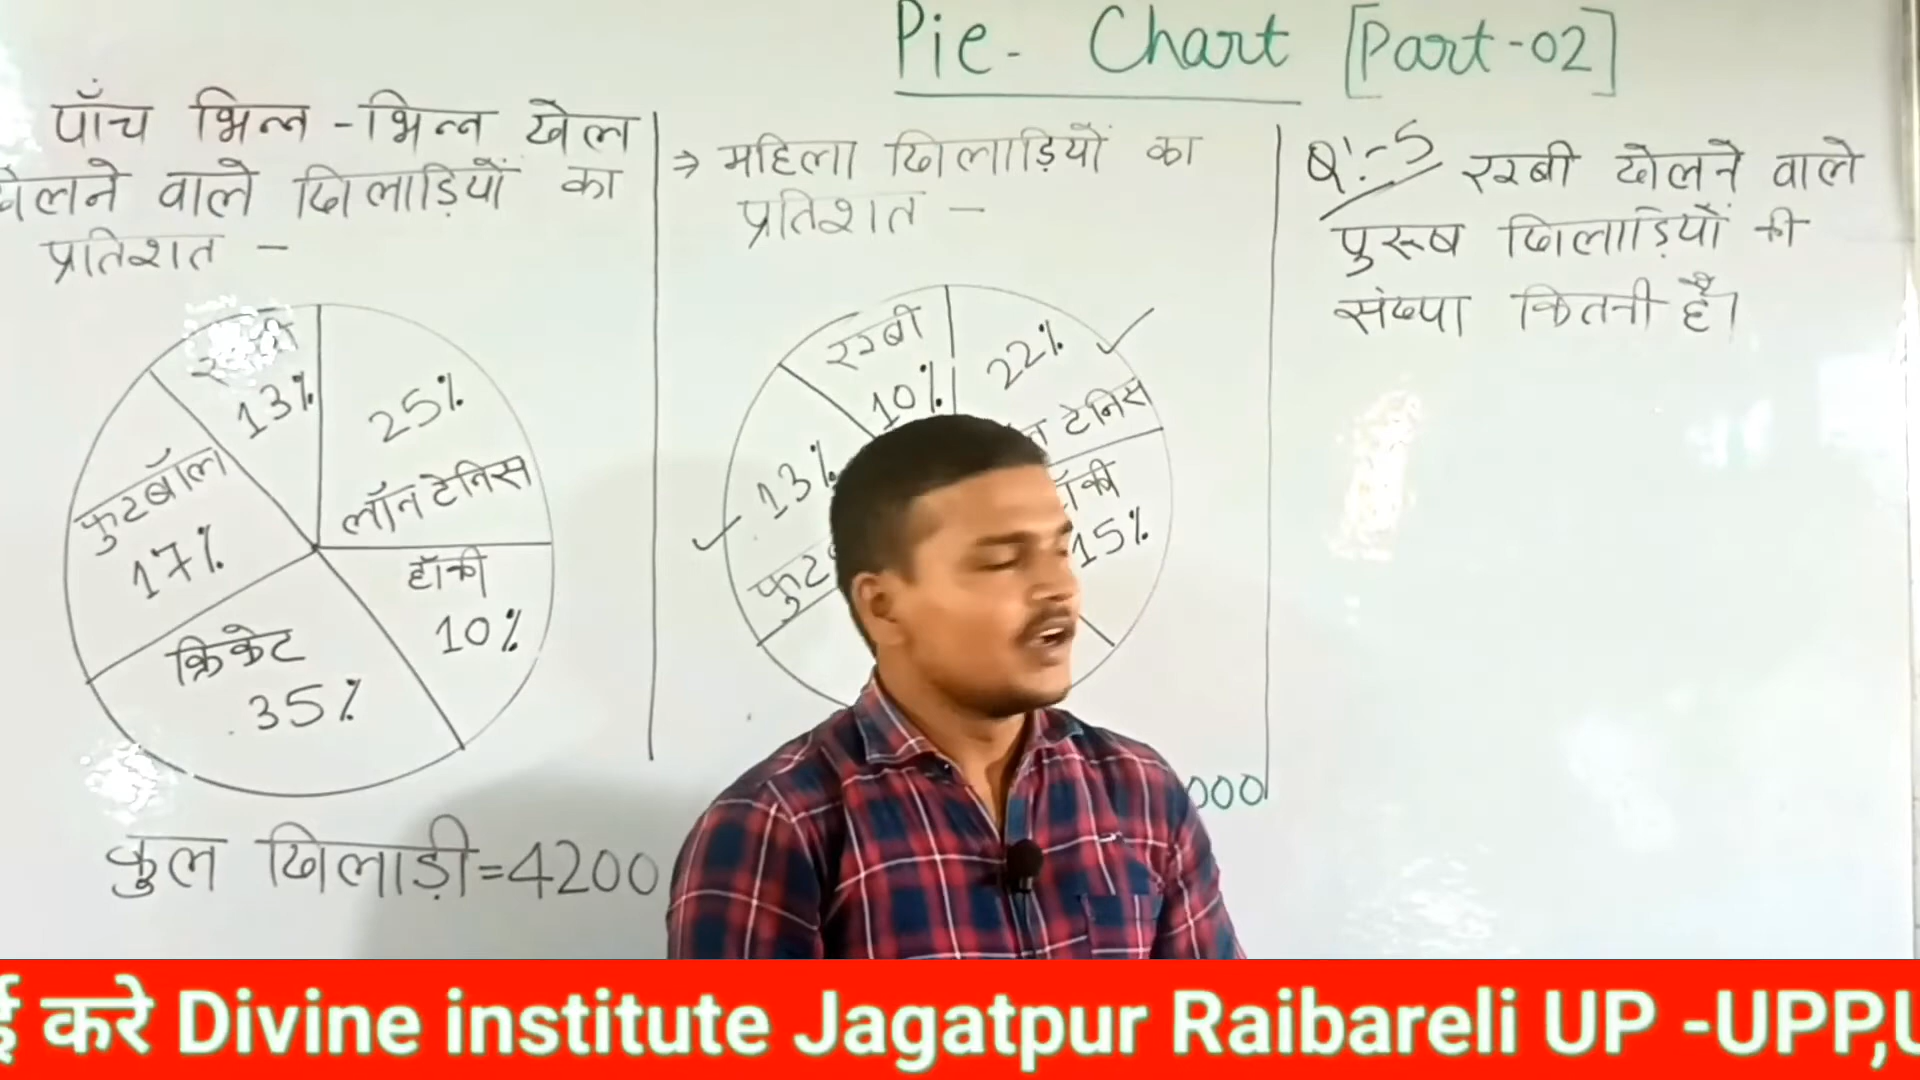 Pie- Chart [Part-02]
पाँच भिन्न -भिन्न खेल
खेलने वाले खिलाड़ियों का
प्रतिशत -
13%
25%
लॉन टेनिस
फुटबॉल
17%
हॉकी
10%
क्रिकेट
35%
कुल खिलाड़ी=4200
⇒ महिला खिलाड़ियों का
प्रतिशत -
रग्बी
10%
22%
टेनिस
13%
15%
000
Q:-5 रग्बी खेलने वाले
पुरूष खिलाड़ियों की
संख्या कितनी है।
करे Divine institute Jagatpur Raibareli UP -UPP,U